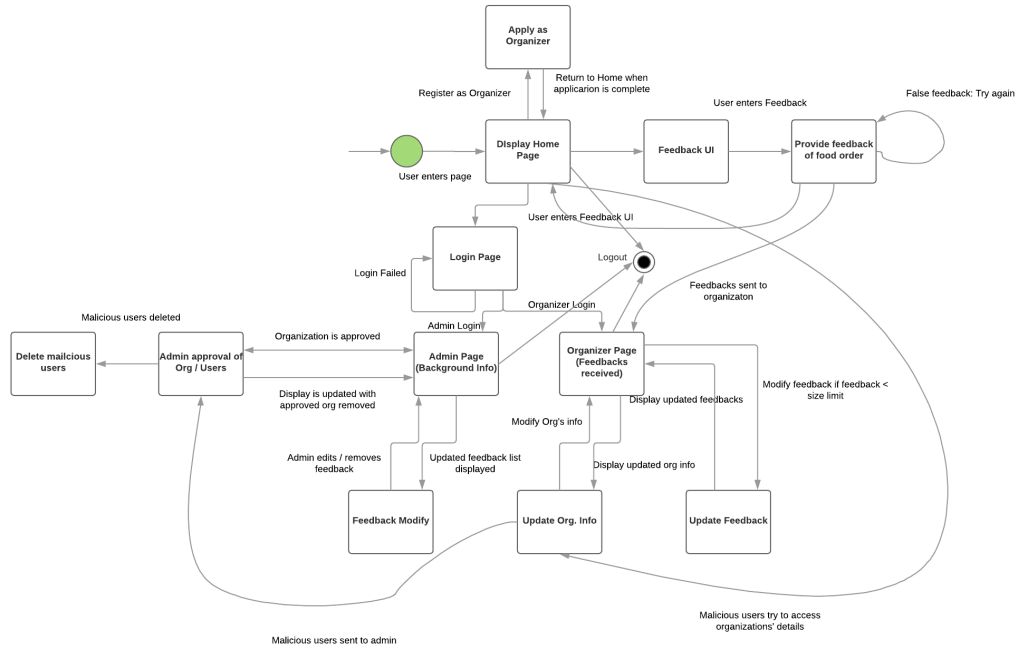 Apply as
Organizer
Register as Organizer
Return to Home when
applicarion is complete
User enters Feedback
False feedback: Try again
DIsplay Home
Page
Feedback UI
Provide feedback
of food order
User enters page
User enters Feedback UI
Login Page
Logout
Login Failed
Feedbacks sent to
organizaton
Organizer Login
Admin Login
Malicious users deleted
Organization is approved
Delete mailcious
users
Admin approval of
Org / Users
Admin Page
(Background Info)
Organizer Page
(Feedbacks
received)
Modify feedback if feedback <
size limit
Display is updated with
approved org removed
Display updated feedbacks
Modify Org's info
Admin edits / removes
feedback
Updated feedback list
displayed
Display updated org info
Feedback Modify
Update Org. Info
Update Feedback
Malicious users try to access
organizations' details
Malicious users sent to admin